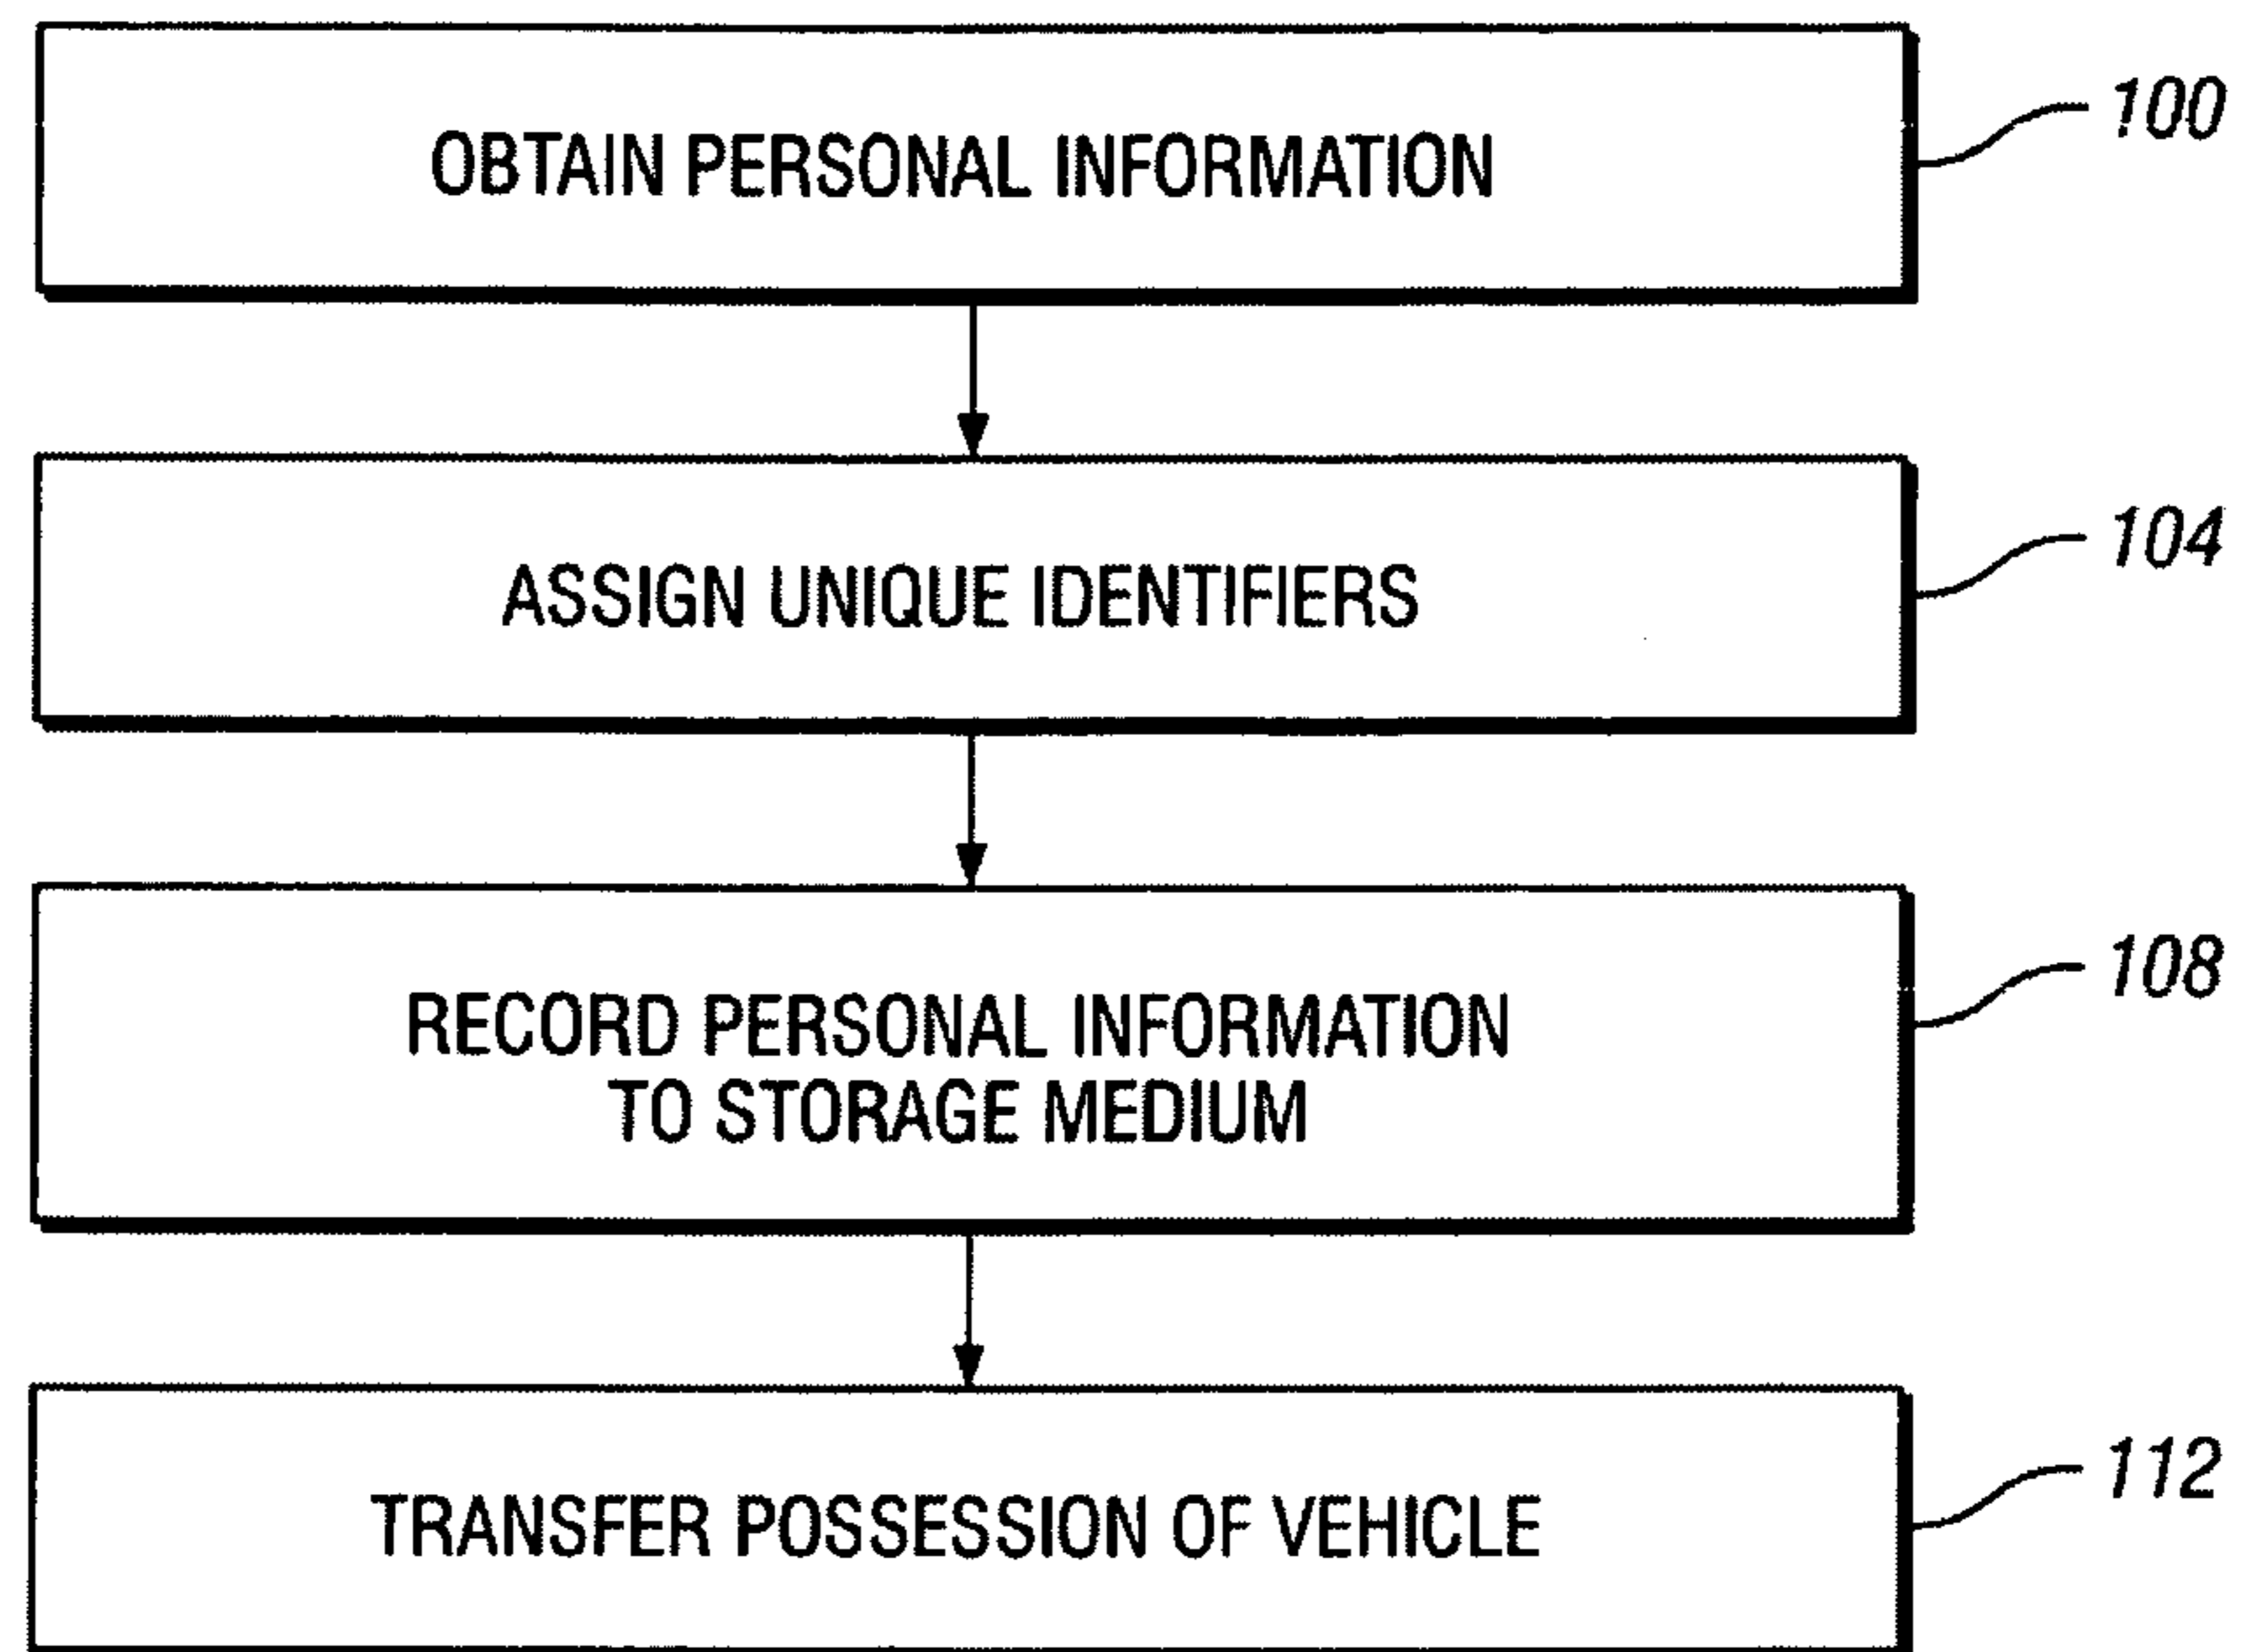 OBTAIN PERSONAL INFORMATION
100
ASSIGN UNIQUE IDENTIFIERS
104
RECORD PERSONAL INFORMATION
TO STORAGE MEDIUM
108
TRANSFER POSSESSION OF VEHICLE
112